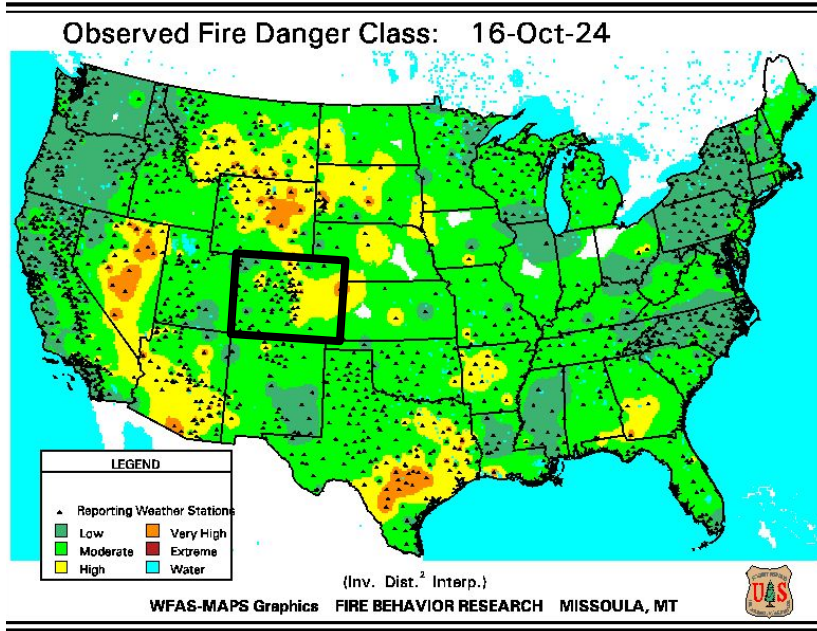 Observed Fire Danger Class: 16-Oct-24
LEGEND
Reporting Weather Stations
Low
Very High
Moderate
Extreme
High
Water
(Inv. Dist.² Interp.)
WFAS-MAPS Graphics FIRE BEHAVIOR RESEARCH MISSOULA, MT
U S